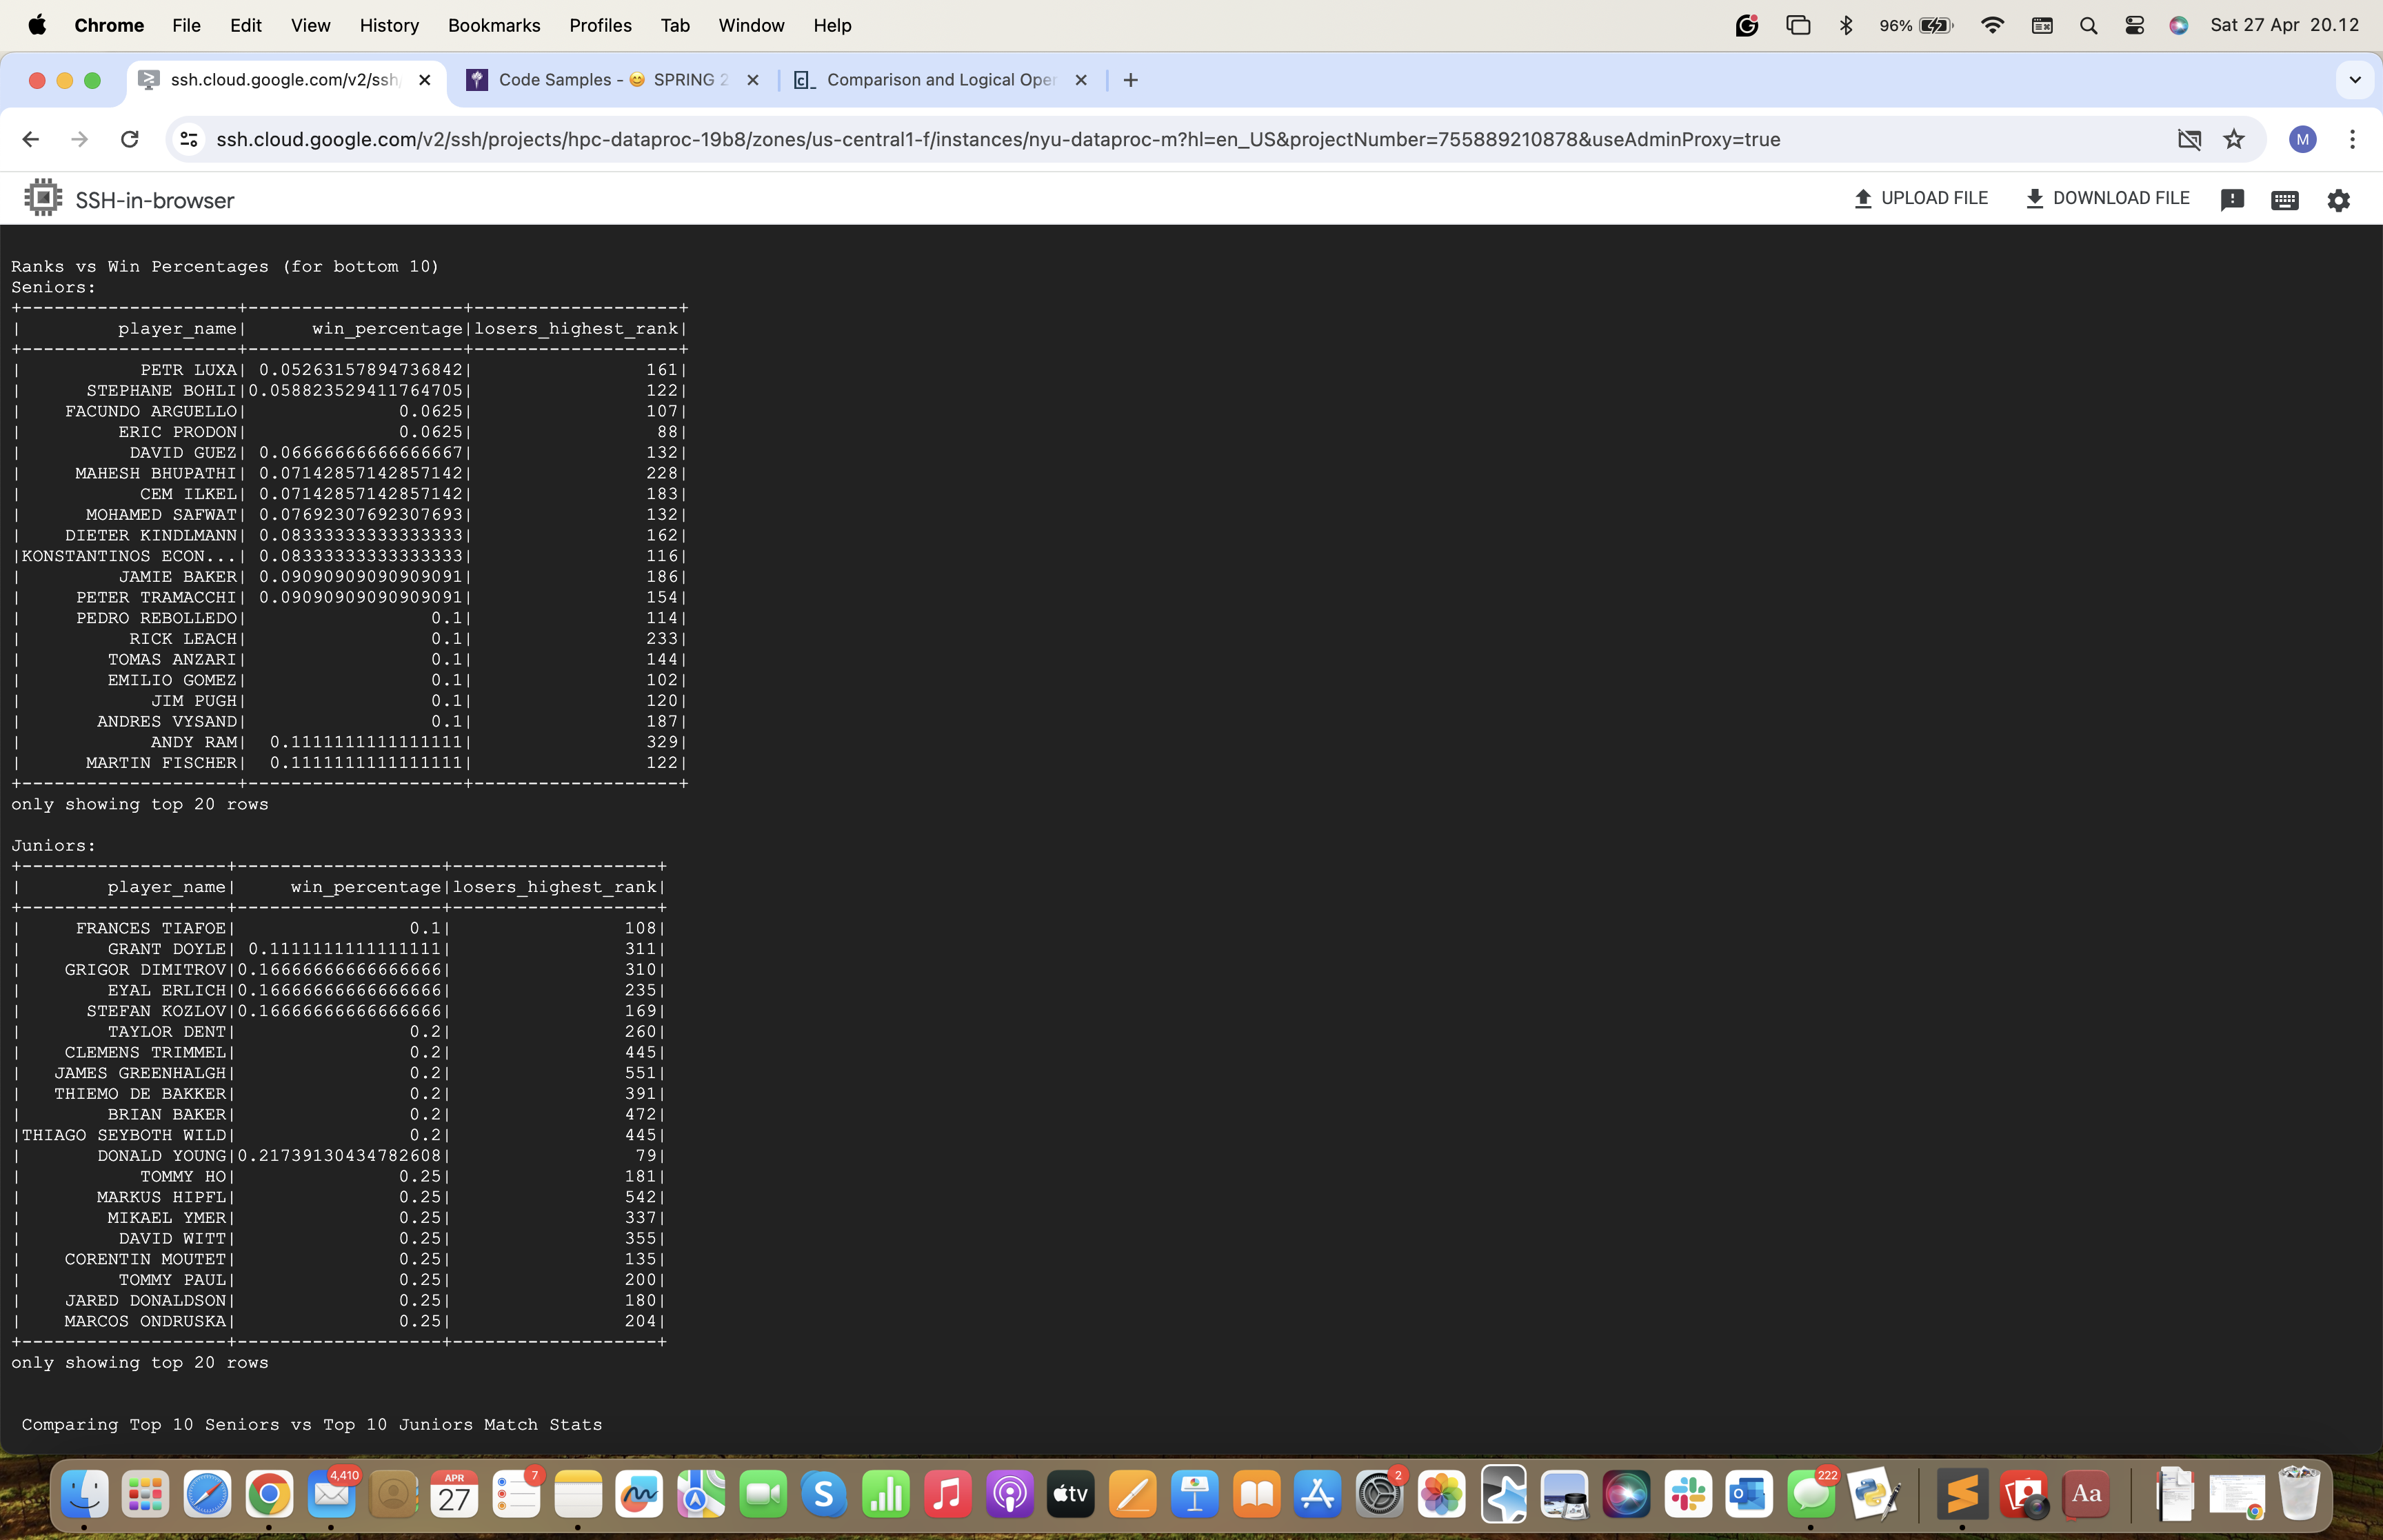 Chrome File Edit View History Bookmarks Profiles Tab Window Help 96% Sat 27 Apr 20.12
ssh.cloud.google.com/v2/ssh/ Code Samples - 😊 SPRING 2 Comparison and Logical Oper
ssh.cloud.google.com/v2/ssh/projects/hpc-dataproc-19b8/zones/us-central1-f/instances/nyu-dataproc-m?hl=en_US&projectNumber=755889210878&useAdminProxy=true M
SSH-in-browser UPLOAD FILE DOWNLOAD FILE
Ranks vs Win Percentages (for bottom 10)
Seniors:
+--------------------+--------------------+-------------------+
|         player_name|      win_percentage|losers_highest_rank|
+--------------------+--------------------+-------------------+
|           PETR LUXA| 0.05263157894736842|                161|
|      STEPHANE BOHLI|0.058823529411764705|                122|
|    FACUNDO ARGUELLO|              0.0625|                107|
|         ERIC PRODON|              0.0625|                 88|
|          DAVID GUEZ| 0.06666666666666667|                132|
|     MAHESH BHUPATHI| 0.07142857142857142|                228|
|           CEM ILKEL| 0.07142857142857142|                183|
|      MOHAMED SAFWAT| 0.07692307692307693|                132|
|    DIETER KINDLMANN| 0.08333333333333333|                162|
|KONSTANTINOS ECON...| 0.08333333333333333|                116|
|         JAMIE BAKER| 0.09090909090909091|                186|
|     PETER TRAMACCHI| 0.09090909090909091|                154|
|     PEDRO REBOLLEDO|                 0.1|                114|
|          RICK LEACH|                 0.1|                233|
|        TOMAS ANZARI|                 0.1|                144|
|        EMILIO GOMEZ|                 0.1|                102|
|            JIM PUGH|                 0.1|                120|
|       ANDRES VYSAND|                 0.1|                187|
|            ANDY RAM|  0.1111111111111111|                329|
|      MARTIN FISCHER|  0.1111111111111111|                122|
+--------------------+--------------------+-------------------+
only showing top 20 rows
Juniors:
+-------------------+-------------------+-------------------+
|        player_name|     win_percentage|losers_highest_rank|
+-------------------+-------------------+-------------------+
|     FRANCES TIAFOE|                0.1|                108|
|        GRANT DOYLE| 0.1111111111111111|                311|
|    GRIGOR DIMITROV|0.16666666666666666|                310|
|        EYAL ERLICH|0.16666666666666666|                235|
|      STEFAN KOZLOV|0.16666666666666666|                169|
|        TAYLOR DENT|                0.2|                260|
|    CLEMENS TRIMMEL|                0.2|                445|
|   JAMES GREENHALGH|                0.2|                551|
|   THIEMO DE BAKKER|                0.2|                391|
|        BRIAN BAKER|                0.2|                472|
|THIAGO SEYBOTH WILD|                0.2|                445|
|       DONALD YOUNG|0.21739130434782608|                 79|
|           TOMMY HO|               0.25|                181|
|       MARKUS HIPFL|               0.25|                542|
|        MIKAEL YMER|               0.25|                337|
|         DAVID WITT|               0.25|                355|
|    CORENTIN MOUTET|               0.25|                135|
|         TOMMY PAUL|               0.25|                200|
|    JARED DONALDSON|               0.25|                180|
|    MARCOS ONDRUSKA|               0.25|                204|
+-------------------+-------------------+-------------------+
only showing top 20 rows
Comparing Top 10 Seniors vs Top 10 Juniors Match Stats
4,410 APR 27 7 tv 2 222 Aa